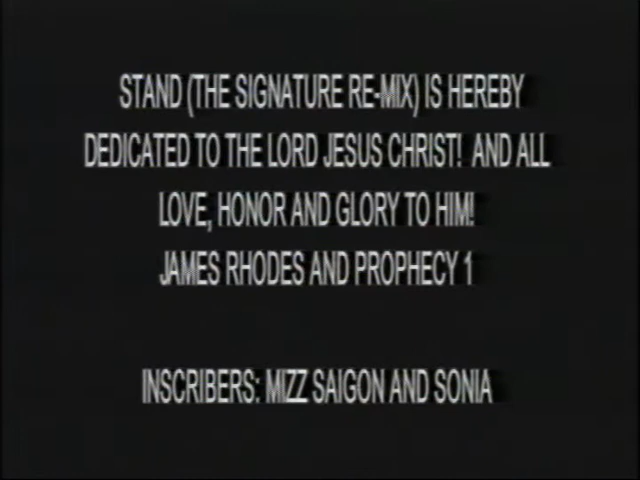 STAND (THE SIGNATURE RE-MIX) IS HEREBY
DEDICATED TO THE LORD JESUS CHRIST! AND ALL
LOVE, HONOR AND GLORY TO HIM!
JAMES RHODES AND PROPHECY 1
INSCRIBERS: MIZZ SAIGON AND SONIA